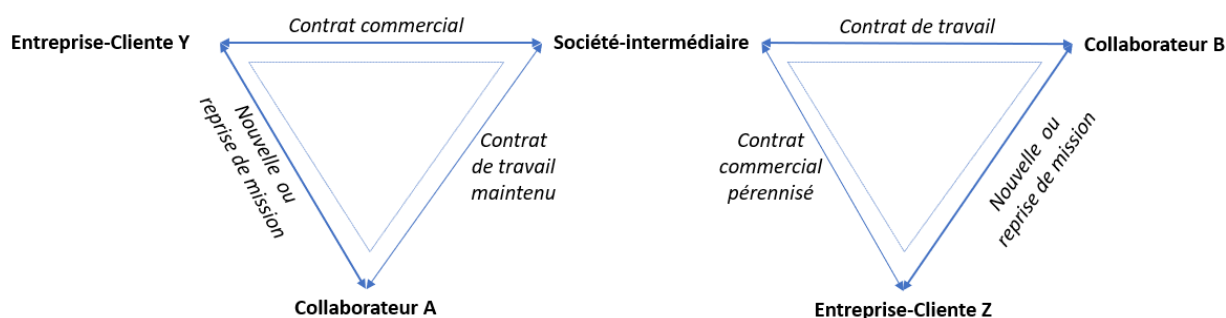 Contrat commercial
Contrat de travail
Entreprise-Cliente Y
Société-intermédiaire
Collaborateur B
Nouvelle ou
reprise de mission
Contrat
de travail
maintenu
Contrat
commercial
pérennisé
Nouvelle ou
reprise de mission
Collaborateur A
Entreprise-Cliente Z